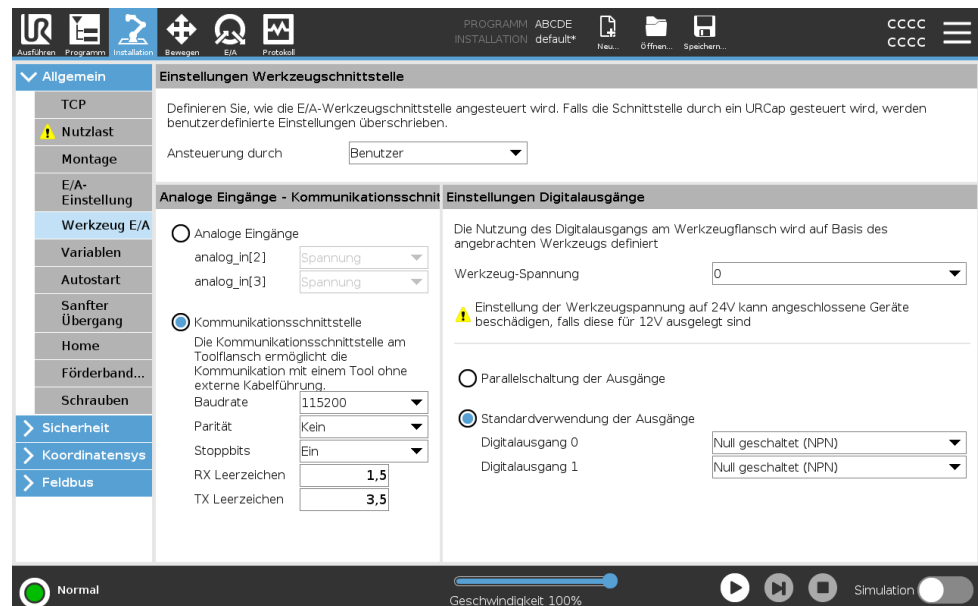 PROGRAMM ABCDE
INSTALLATION default*
CCCC
CCCC
Ausführen Programm Installation Bewegen E/A Protokoll Neu... Öffnen... Speichern...
Allgemein
TCP
Nutzlast
Montage
E/A-
Einstellung
Werkzeug E/A
Variablen
Autostart
Sanfter
Übergang
Home
Förderband...
Schrauben
Sicherheit
Koordinatensys
Feldbus
Einstellungen Werkzeugschnittstelle
Definieren Sie, wie die E/A-Werkzeugschnittstelle angesteuert wird. Falls die Schnittstelle durch ein URCap gesteuert wird, werden
benutzerdefinierte Einstellungen überschrieben.
Ansteuerung durch Benutzer
Analoge Eingänge - Kommunikationsschnit
Analoge Eingänge
analog_in[2] Spannung
analog_in[3] Spannung
Kommunikationsschnittstelle
Die Kommunikationsschnittstelle am
Toolflansch ermöglicht die
Kommunikation mit einem Tool ohne
externe Kabelführung.
Baudrate 115200
Parität Kein
Stoppbits Ein
RX Leerzeichen 1,5
TX Leerzeichen 3,5
Einstellungen Digitalausgänge
Die Nutzung des Digitalausgangs am Werkzeugflansch wird auf Basis des
angebrachten Werkzeugs definiert
Werkzeug-Spannung 0
Einstellung der Werkzeugspannung auf 24V kann angeschlossene Geräte
beschädigen, falls diese für 12V ausgelegt sind
Parallelschaltung der Ausgänge
Standardverwendung der Ausgänge
Digitalausgang 0 Null geschaltet (NPN)
Digitalausgang 1 Null geschaltet (NPN)
Normal
Geschwindigkeit 100%
Simulation